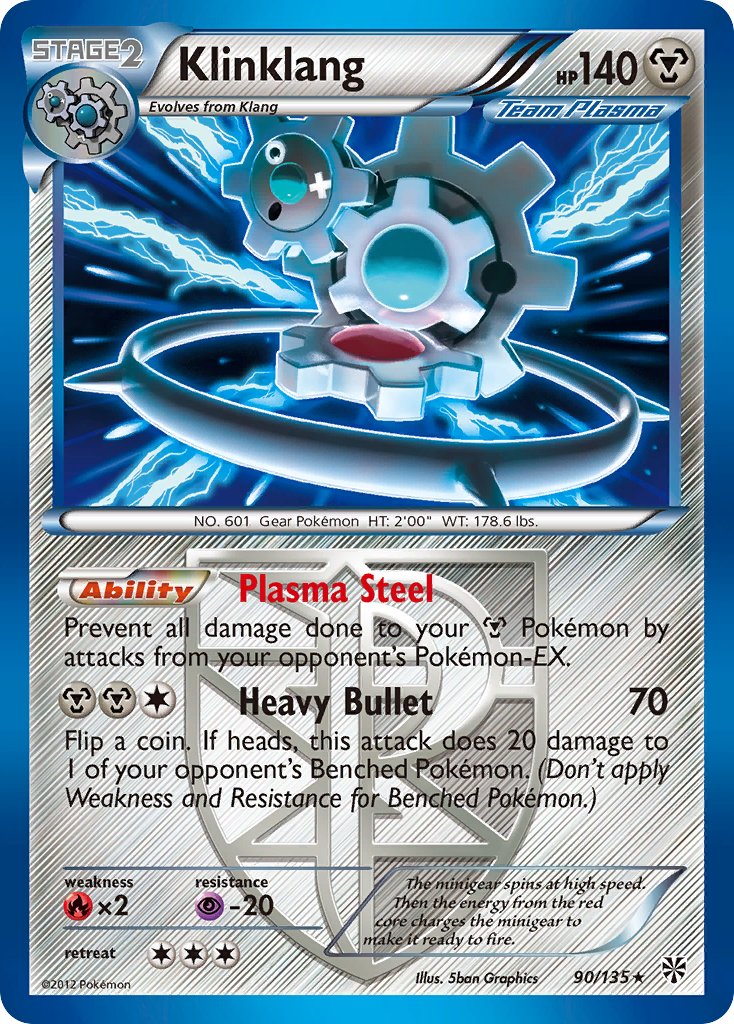 STAGE2
Klinklang
HP140
Evolves from Klang
Team Plasma
NO. 601 Gear Pokémon HT: 2'00" WT: 178.6 lbs.
Ability Plasma Steel
Prevent all damage done to your Pokémon by
attacks from your opponent's Pokémon-EX.
Heavy Bullet 70
Flip a coin. If heads, this attack does 20 damage to
1 of your opponent's Benched Pokémon. (Don't apply
Weakness and Resistance for Benched Pokémon.)
weakness resistance
×2 -20
retreat
The minigear spins at high speed.
Then the energy from the red
core charges the minigear to
make it ready to fire.
©2012 Pokémon Illus. 5ban Graphics 90/135★